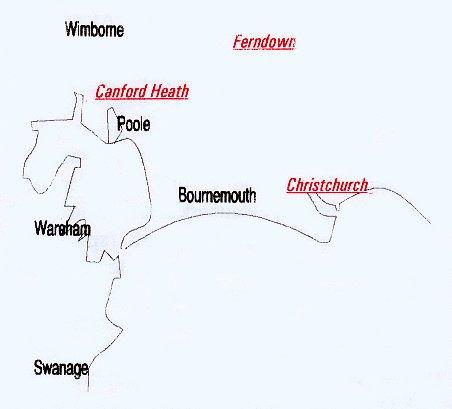 Wimborne
Ferndown
Canford Heath
Poole
Christchurch
Bournemouth
Wareham
Swanage